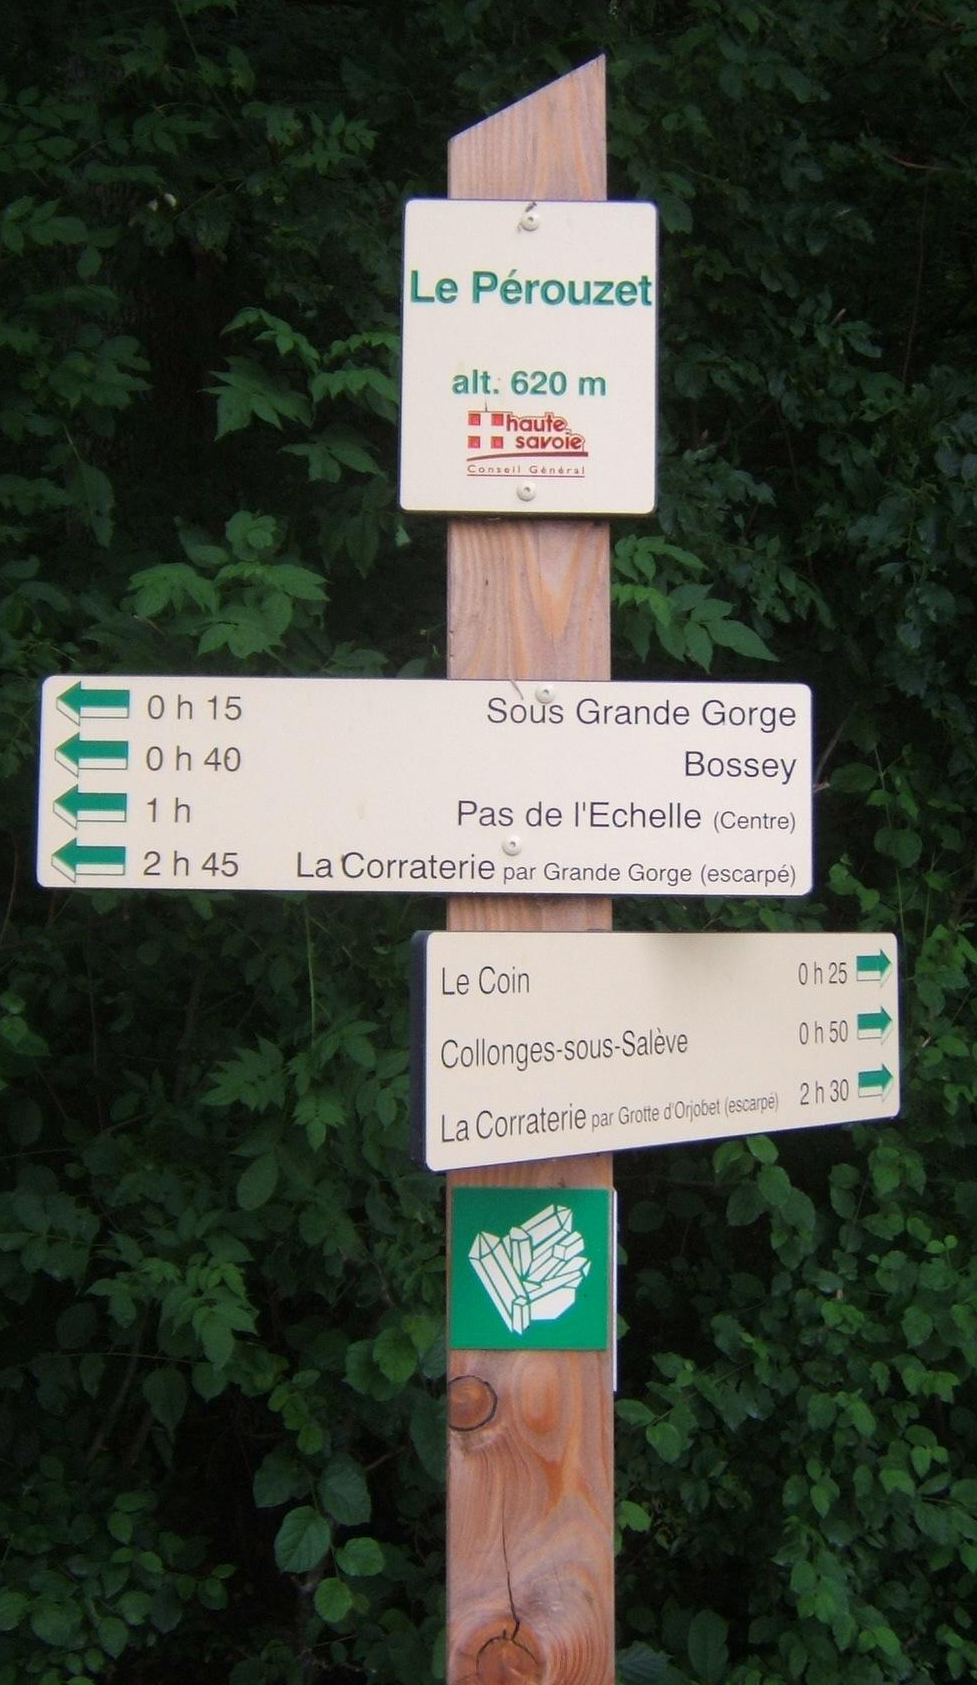 Le Pérouzet
alt. 620 m
haute
savoie
Conseil Général
0 h 15 Sous Grande Gorge
0 h 40 Bossey
1 h Pas de l'Echelle (Centre)
2 h 45 La Corraterie par Grande Gorge (escarpé)
Le Coin 0 h 25
Collonges-sous-Salève 0 h 50
La Corraterie par Grotte d'Orjobet (escarpé) 2 h 30